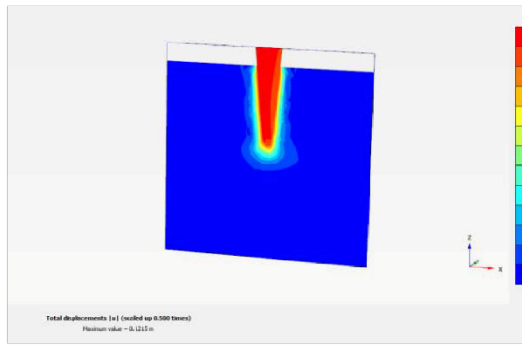 Z
X
Total displacements |u| (scaled up 0.500 times)
Maximum value = 0.1215 m